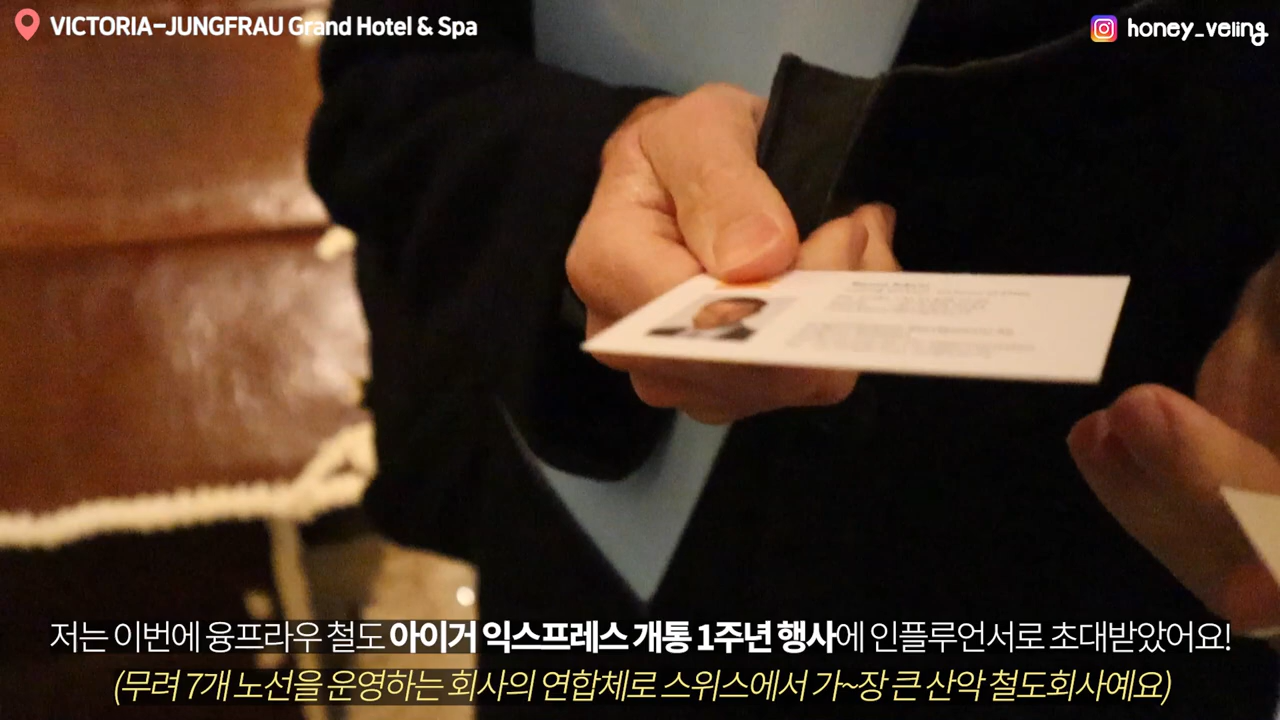 VICTORIA-JUNGFRAU Grand Hotel & Spa
honey_veling
저는 이번에 융프라우 철도 아이거 익스프레스 개통 1주년 행사에 인플루언서로 초대받았어요!
(무려 7개 노선을 운영하는 회사의 연합체로 스위스에서 가~장 큰 산악 철도회사예요)